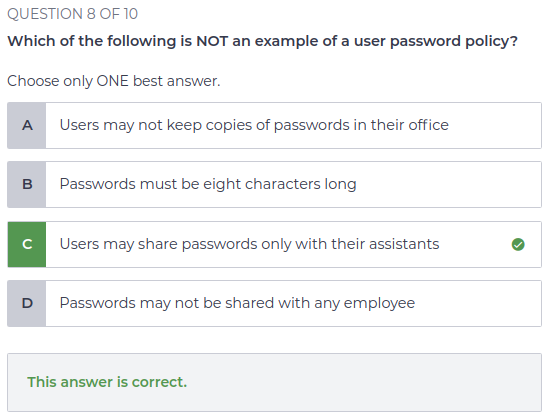 QUESTION 8 OF 10
Which of the following is NOT an example of a user password policy?
Choose only ONE best answer.
A Users may not keep copies of passwords in their office
B Passwords must be eight characters long
C Users may share passwords only with their assistants
D Passwords may not be shared with any employee
This answer is correct.